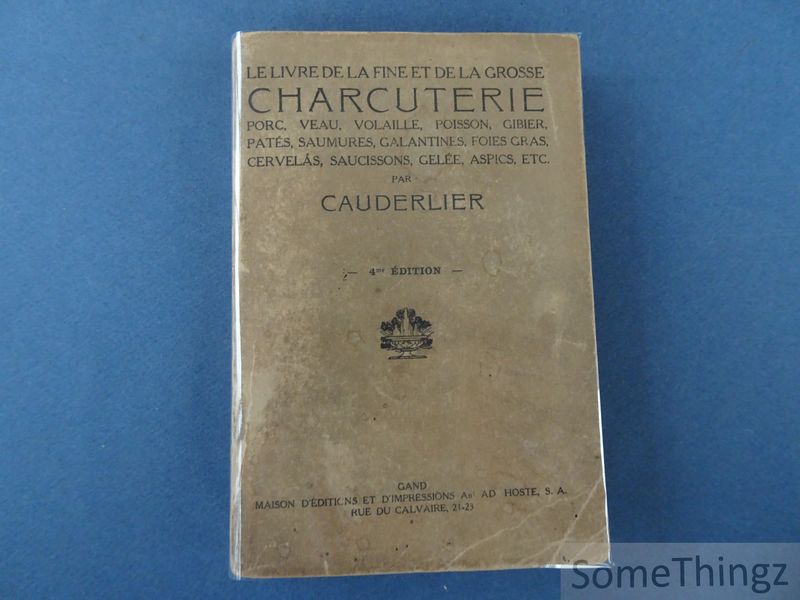 LE LIVRE DE LA FINE ET DE LA GROSSE
CHARCUTERIE
PORC, VEAU, VOLAILLE, POISSON, GIBIER,
PATÉS, SAUMURES, GALANTINES, FOIES GRAS,
CERVELÁS, SAUCISSONS, GELÉE, ASPICS, ETC.
PAR
CAUDERLIER
— 4me ÉDITION —
GAND
MAISON D'ÉDITIONS ET D'IMPRESSIONS Anct AD HOSTE, S. A.
RUE DU CALVAIRE, 21-23
SomeThingz